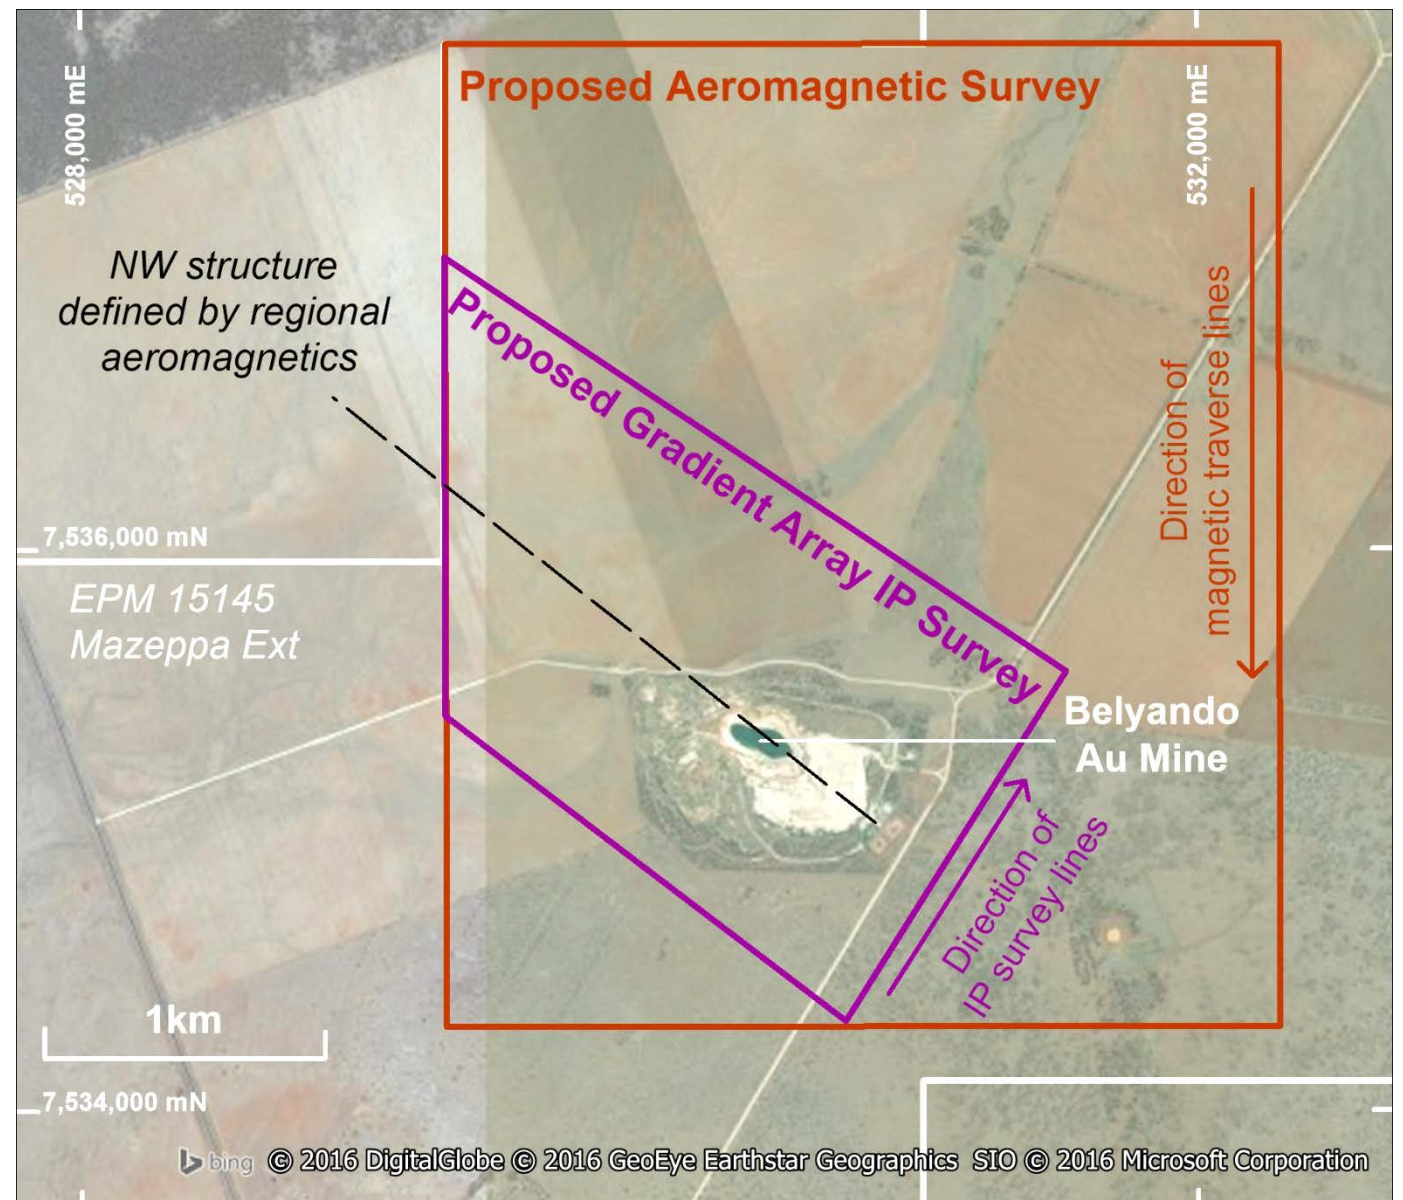 528,000 mE
532,000 mE
Proposed Aeromagnetic Survey
NW structure
defined by regional
aeromagnetics
Proposed Gradient Array IP Survey
Direction of
magnetic traverse lines
7,536,000 mN
EPM 15145
Mazeppa Ext
Belyando
Au Mine
Direction of
IP survey lines
1km
7,534,000 mN
bing © 2016 DigitalGlobe © 2016 GeoEye Earthstar Geographics SIO © 2016 Microsoft Corporation